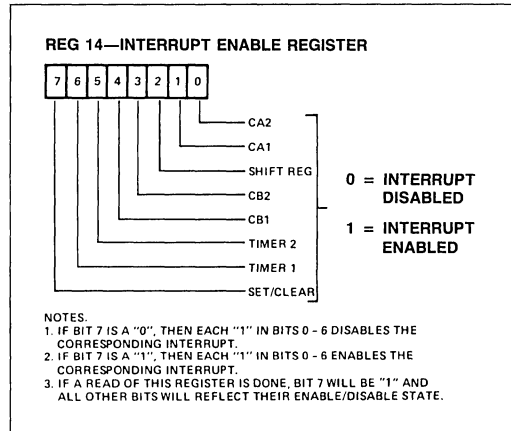 REG 14—INTERRUPT ENABLE REGISTER
7 6 5 4 3 2 1 0
CA2
CA1
SHIFT REG
CB2
CB1
TIMER 2
TIMER 1
SET/CLEAR
0 = INTERRUPT
DISABLED
1 = INTERRUPT
ENABLED
NOTES.
1. IF BIT 7 IS A "0", THEN EACH "1" IN BITS 0 - 6 DISABLES THE
CORRESPONDING INTERRUPT.
2. IF BIT 7 IS A "1", THEN EACH "1" IN BITS 0 - 6 ENABLES THE
CORRESPONDING INTERRUPT.
3. IF A READ OF THIS REGISTER IS DONE, BIT 7 WILL BE "1" AND
ALL OTHER BITS WILL REFLECT THEIR ENABLE/DISABLE STATE.